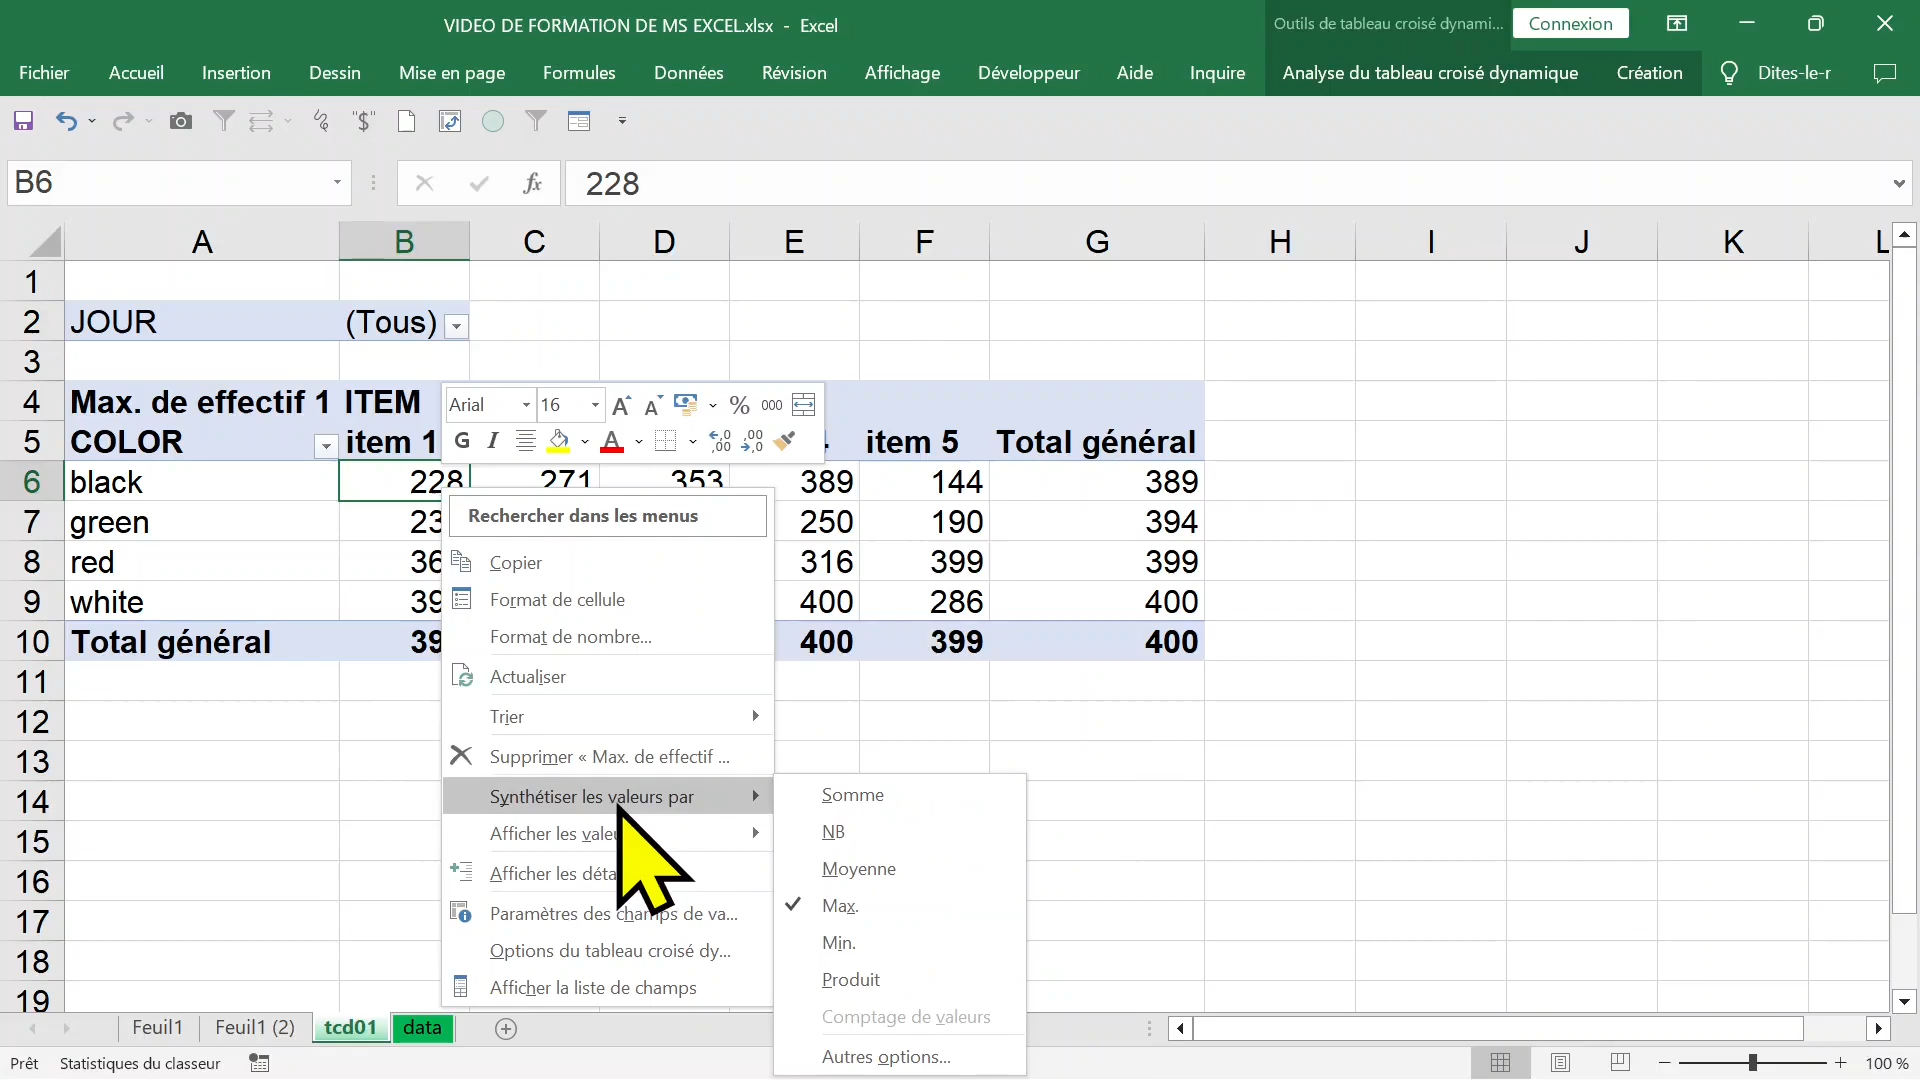 VIDEO DE FORMATION DE MS EXCEL.xlsx - Excel
Outils de tableau croisé dynami...
Connexion
Fichier Accueil Insertion Dessin Mise en page Formules Données Révision Affichage Développeur Aide Inquire Analyse du tableau croisé dynamique Création Dites-le-r
"$"
B6 fx 228
A B C D E F G H I J K L
1
2 JOUR (Tous)
3
4 Max. de effectif 1 ITEM
5 COLOR item 1 item 5 Total général
Arial 16 % 000
G I A ,00 ,00
6 black 228 271 353 389 144 389
7 green 23 250 190 394
8 red 36 316 399 399
9 white 39 400 286 400
10 Total général 39 400 399 400
11
12
13
14
15
16
17
18
19
Rechercher dans les menus
Copier
Format de cellule
Format de nombre...
Actualiser
Trier
Supprimer « Max. de effectif ...
Synthétiser les valeurs par
Afficher les vale
Afficher les déta
Paramètres des champs de va...
Options du tableau croisé dy...
Afficher la liste de champs
Somme
NB
Moyenne
Max.
Min.
Produit
Comptage de valeurs
Autres options...
Feuil1 Feuil1 (2) tcd01 data
Prêt Statistiques du classeur 100 %